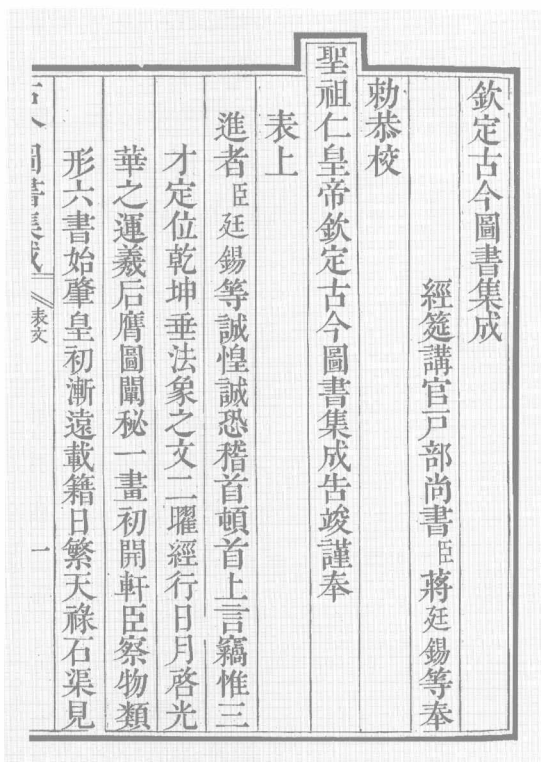 欽定古今圖書集成
經筵講官戶部尚書臣蔣廷錫等奉
勅恭校
聖祖仁皇帝欽定古今圖書集成告竣謹奉
表上
進者臣廷錫等誠惶誠恐稽首頓首上言竊惟三
才定位乾坤垂法象之文二曜經行日月啓光
華之運羲后膺圖闡秘一畫初開軒臣察物類
形六書始肇皇初漸遠載籍日繁天祿石渠見
古今圖書集成 表文 一